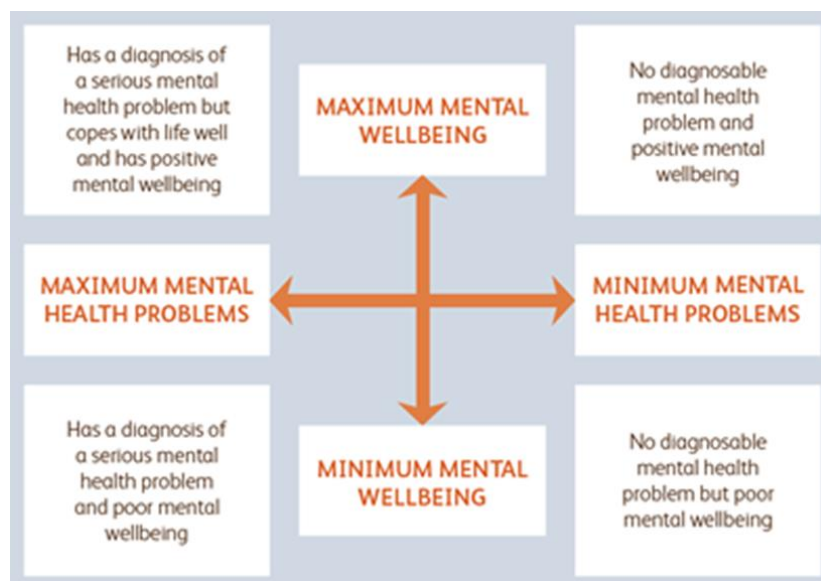 Has a diagnosis of
a serious mental
health problem but
copes with life well
and has positive
mental wellbeing
MAXIMUM MENTAL
WELLBEING
No diagnosable
mental health
problem and
positive mental
wellbeing
MAXIMUM MENTAL
HEALTH PROBLEMS
MINIMUM MENTAL
HEALTH PROBLEMS
Has a diagnosis of
a serious mental
health problem
and poor mental
wellbeing
MINIMUM MENTAL
WELLBEING
No diagnosable
mental health
problem but poor
mental wellbeing